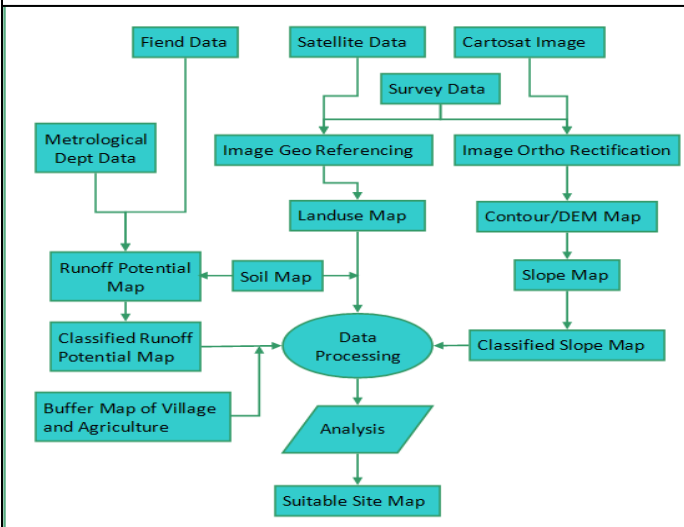 Fiend Data
Satellite Data
Cartosat Image
Survey Data
Metrological
Dept Data
Image Geo Referencing
Image Ortho Rectification
Landuse Map
Contour/DEM Map
Runoff Potential
Map
Soil Map
Slope Map
Classified Runoff
Potential Map
Data
Processing
Classified Slope Map
Buffer Map of Village
and Agriculture
Analysis
Suitable Site Map